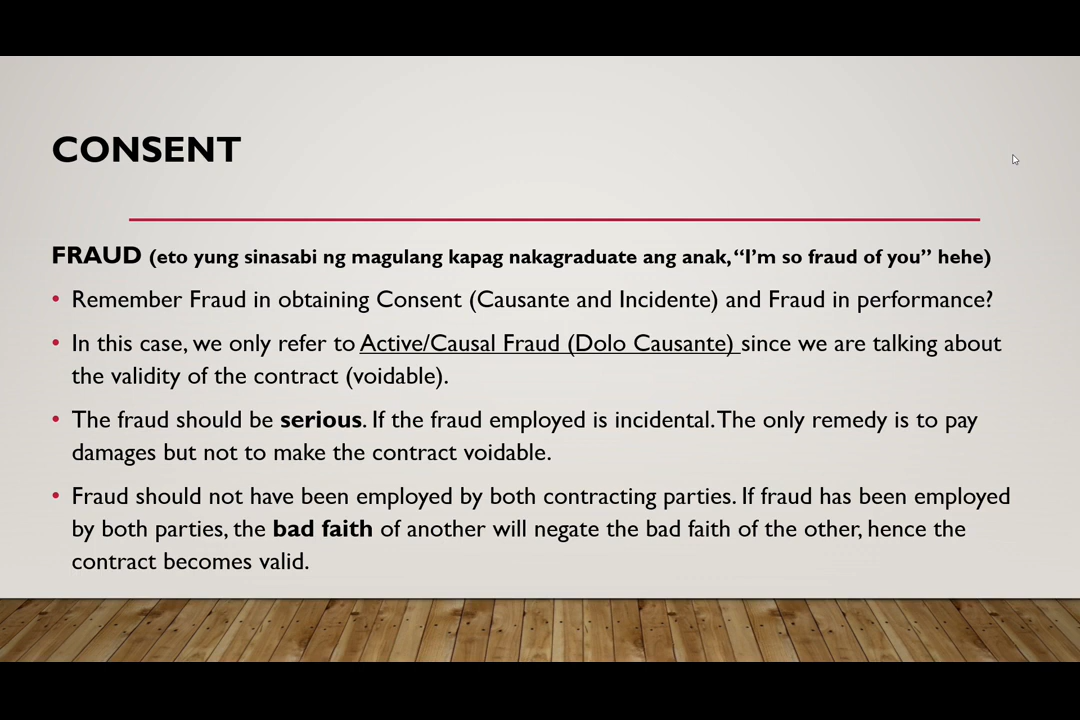 CONSENT
FRAUD (eto yung sinasabi ng magulang kapag nakagraduate ang anak, “I’m so fraud of you” hehe)
• Remember Fraud in obtaining Consent (Causante and Incidente) and Fraud in performance?
• In this case, we only refer to Active/Causal Fraud (Dolo Causante) since we are talking about
the validity of the contract (voidable).
• The fraud should be serious. If the fraud employed is incidental. The only remedy is to pay
damages but not to make the contract voidable.
• Fraud should not have been employed by both contracting parties. If fraud has been employed
by both parties, the bad faith of another will negate the bad faith of the other, hence the
contract becomes valid.